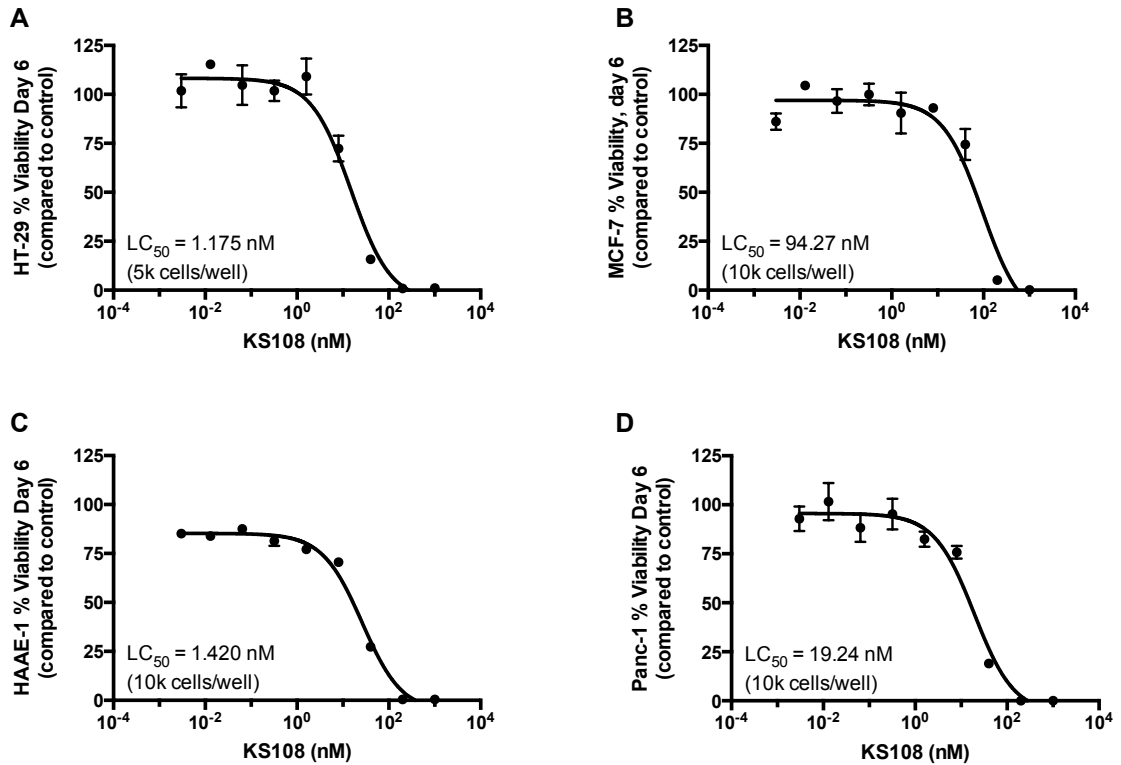 A
HT-29 % Viability Day 6
(compared to control)
125
100
75
50
25
0
LC50 = 1.175 nM
(5k cells/well)
10-4
10-2
100
102
104
KS108 (nM)
B
MCF-7 % Viability, day 6
(compared to control)
125
100
75
50
25
0
LC50 = 94.27 nM
(10k cells/well)
10-4
10-2
100
102
104
KS108 (nM)
C
HAAE-1 % Viability Day 6
(compared to control)
125
100
75
50
25
0
LC50 = 1.420 nM
(10k cells/well)
10-4
10-2
100
102
104
KS108 (nM)
D
Panc-1 % Viability Day 6
(compared to control)
125
100
75
50
25
0
LC50 = 19.24 nM
(10k cells/well)
10-4
10-2
100
102
104
KS108 (nM)